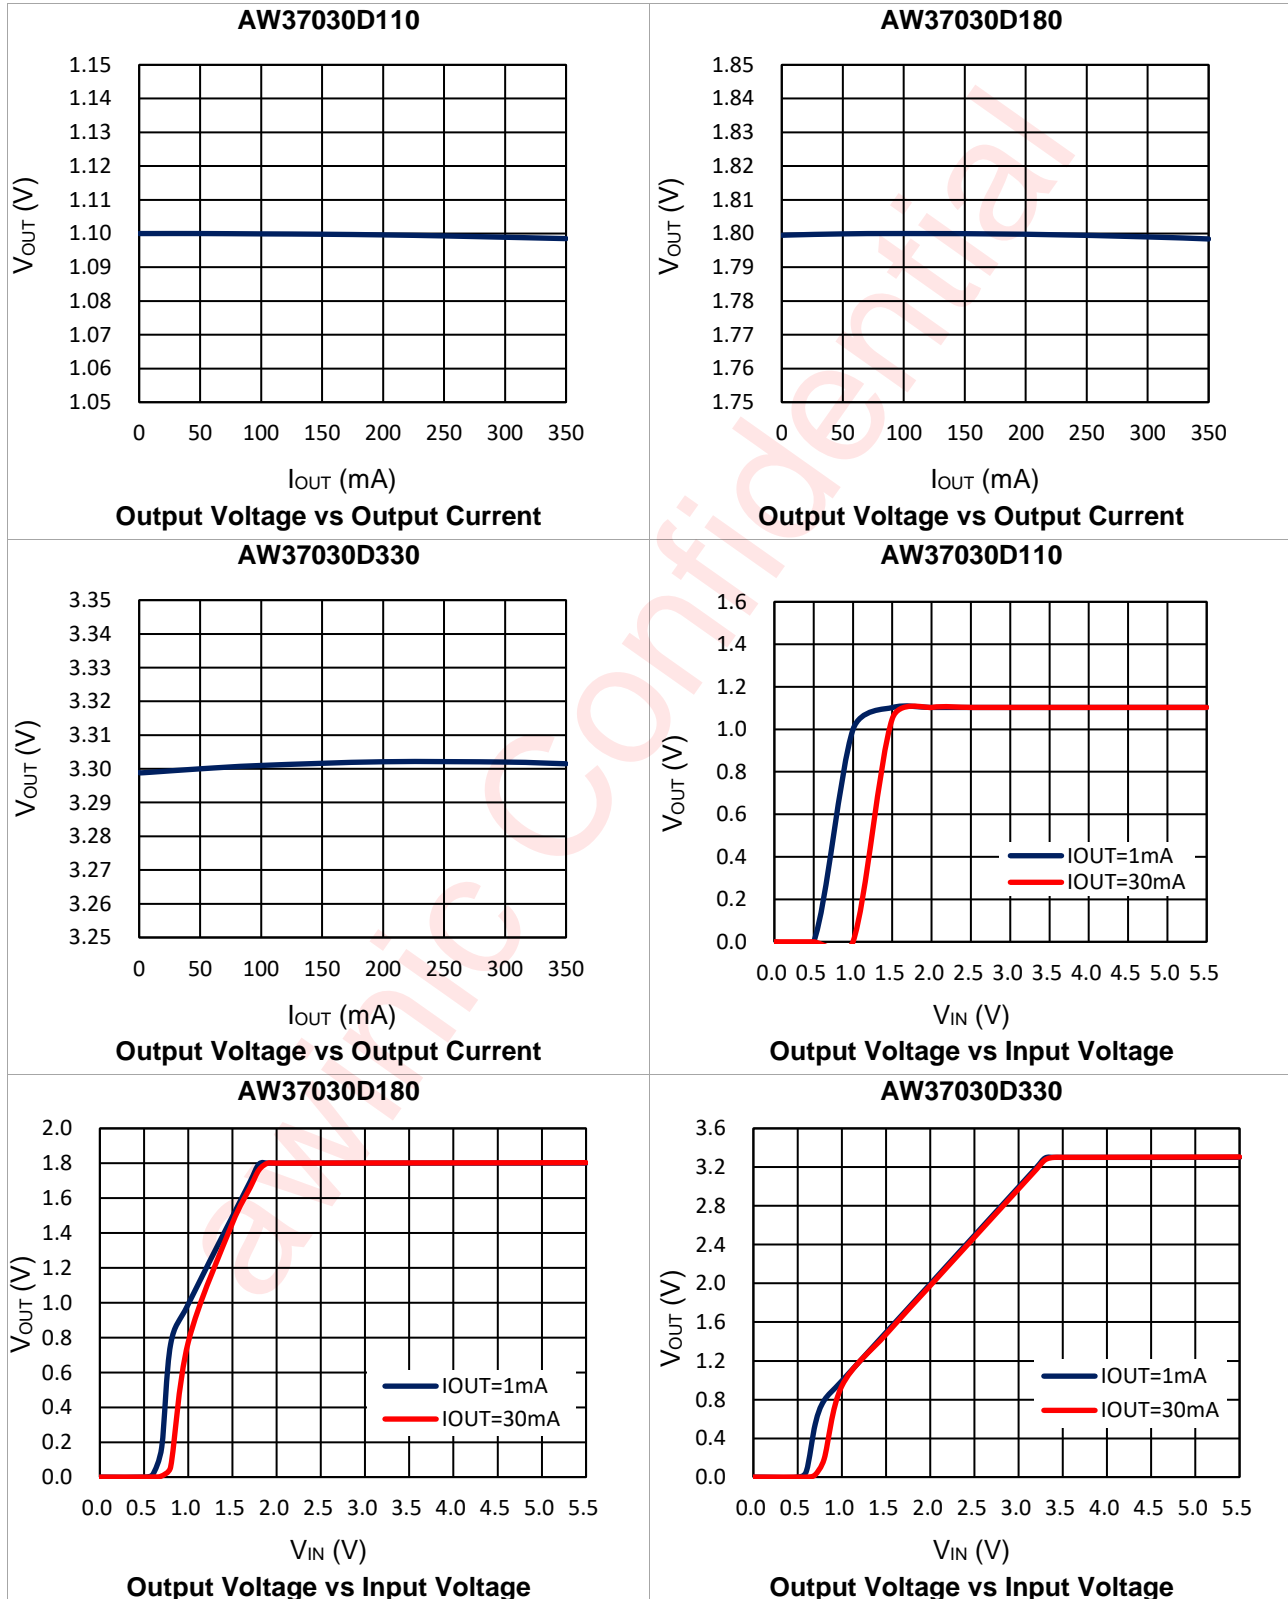 AW37030D110
1.15
1.14
1.13
1.12
1.11
1.10
1.09
1.08
1.07
1.06
1.05
VOUT (V)
0 50 100 150 200 250 300 350
IOUT (mA)
Output Voltage vs Output Current
AW37030D180
1.85
1.84
1.83
1.82
1.81
1.80
1.79
1.78
1.77
1.76
1.75
VOUT (V)
0 50 100 150 200 250 300 350
IOUT (mA)
Output Voltage vs Output Current
AW37030D330
3.35
3.34
3.33
3.32
3.31
3.30
3.29
3.28
3.27
3.26
3.25
VOUT (V)
0 50 100 150 200 250 300 350
IOUT (mA)
Output Voltage vs Output Current
AW37030D110
1.6
1.4
1.2
1.0
0.8
0.6
0.4
0.2
0.0
VOUT (V)
IOUT=1mA
IOUT=30mA
0.0 0.5 1.0 1.5 2.0 2.5 3.0 3.5 4.0 4.5 5.0 5.5
VIN (V)
Output Voltage vs Input Voltage
AW37030D180
2.0
1.8
1.6
1.4
1.2
1.0
0.8
0.6
0.4
0.2
0.0
VOUT (V)
IOUT=1mA
IOUT=30mA
0.0 0.5 1.0 1.5 2.0 2.5 3.0 3.5 4.0 4.5 5.0 5.5
VIN (V)
Output Voltage vs Input Voltage
AW37030D330
3.6
3.2
2.8
2.4
2.0
1.6
1.2
0.8
0.4
0.0
VOUT (V)
IOUT=1mA
IOUT=30mA
0.0 0.5 1.0 1.5 2.0 2.5 3.0 3.5 4.0 4.5 5.0 5.5
VIN (V)
Output Voltage vs Input Voltage
awinic Confidential